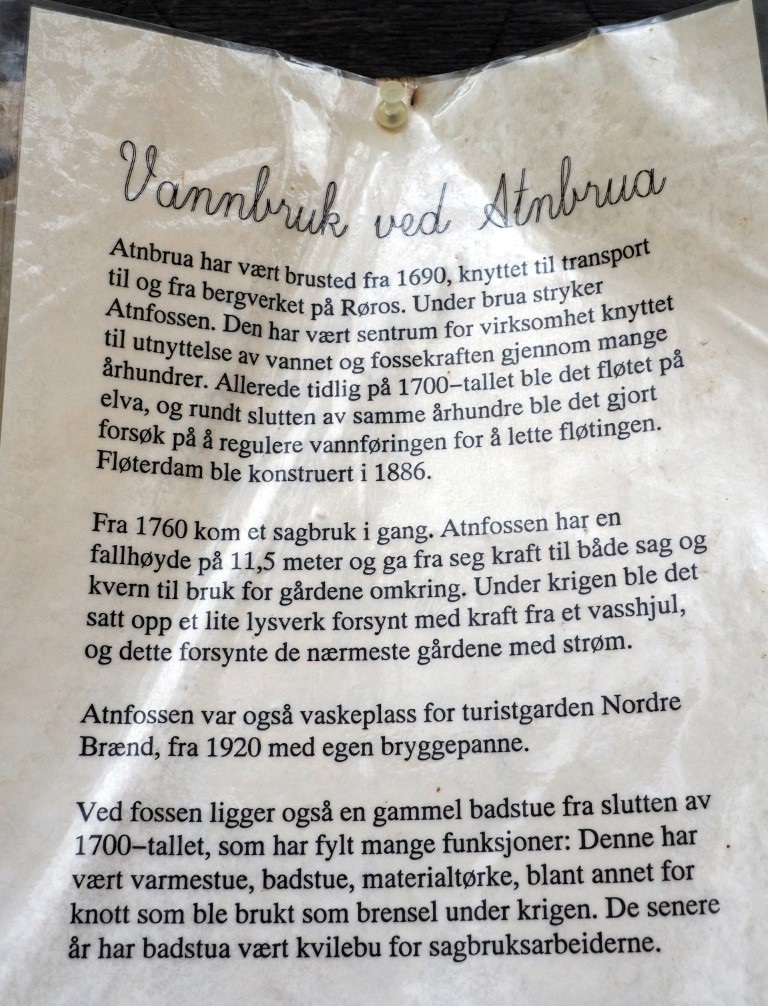 Vannbruk ved Atnbrua
Atnbrua har vært brusted fra 1690, knyttet til transport
til og fra bergverket på Røros. Under brua stryker
Atnfossen. Den har vært sentrum for virksomhet knyttet
til utnyttelse av vannet og fossekraften gjennom mange
århundrer. Allerede tidlig på 1700–tallet ble det fløtet på
elva, og rundt slutten av samme århundre ble det gjort
forsøk på å regulere vannføringen for å lette fløtingen.
Fløterdam ble konstruert i 1886.
Fra 1760 kom et sagbruk i gang. Atnfossen har en
fallhøyde på 11,5 meter og ga fra seg kraft til både sag og
kvern til bruk for gårdene omkring. Under krigen ble det
satt opp et lite lysverk forsynt med kraft fra et vasshjul,
og dette forsynte de nærmeste gårdene med strøm.
Atnfossen var også vaskeplass for turistgarden Nordre
Brænd, fra 1920 med egen bryggepanne.
Ved fossen ligger også en gammel badstue fra slutten av
1700–tallet, som har fylt mange funksjoner: Denne har
vært varmestue, badstue, materialtørke, blant annet for
knott som ble brukt som brensel under krigen. De senere
år har badstua vært kvilebu for sagbruksarbeiderne.